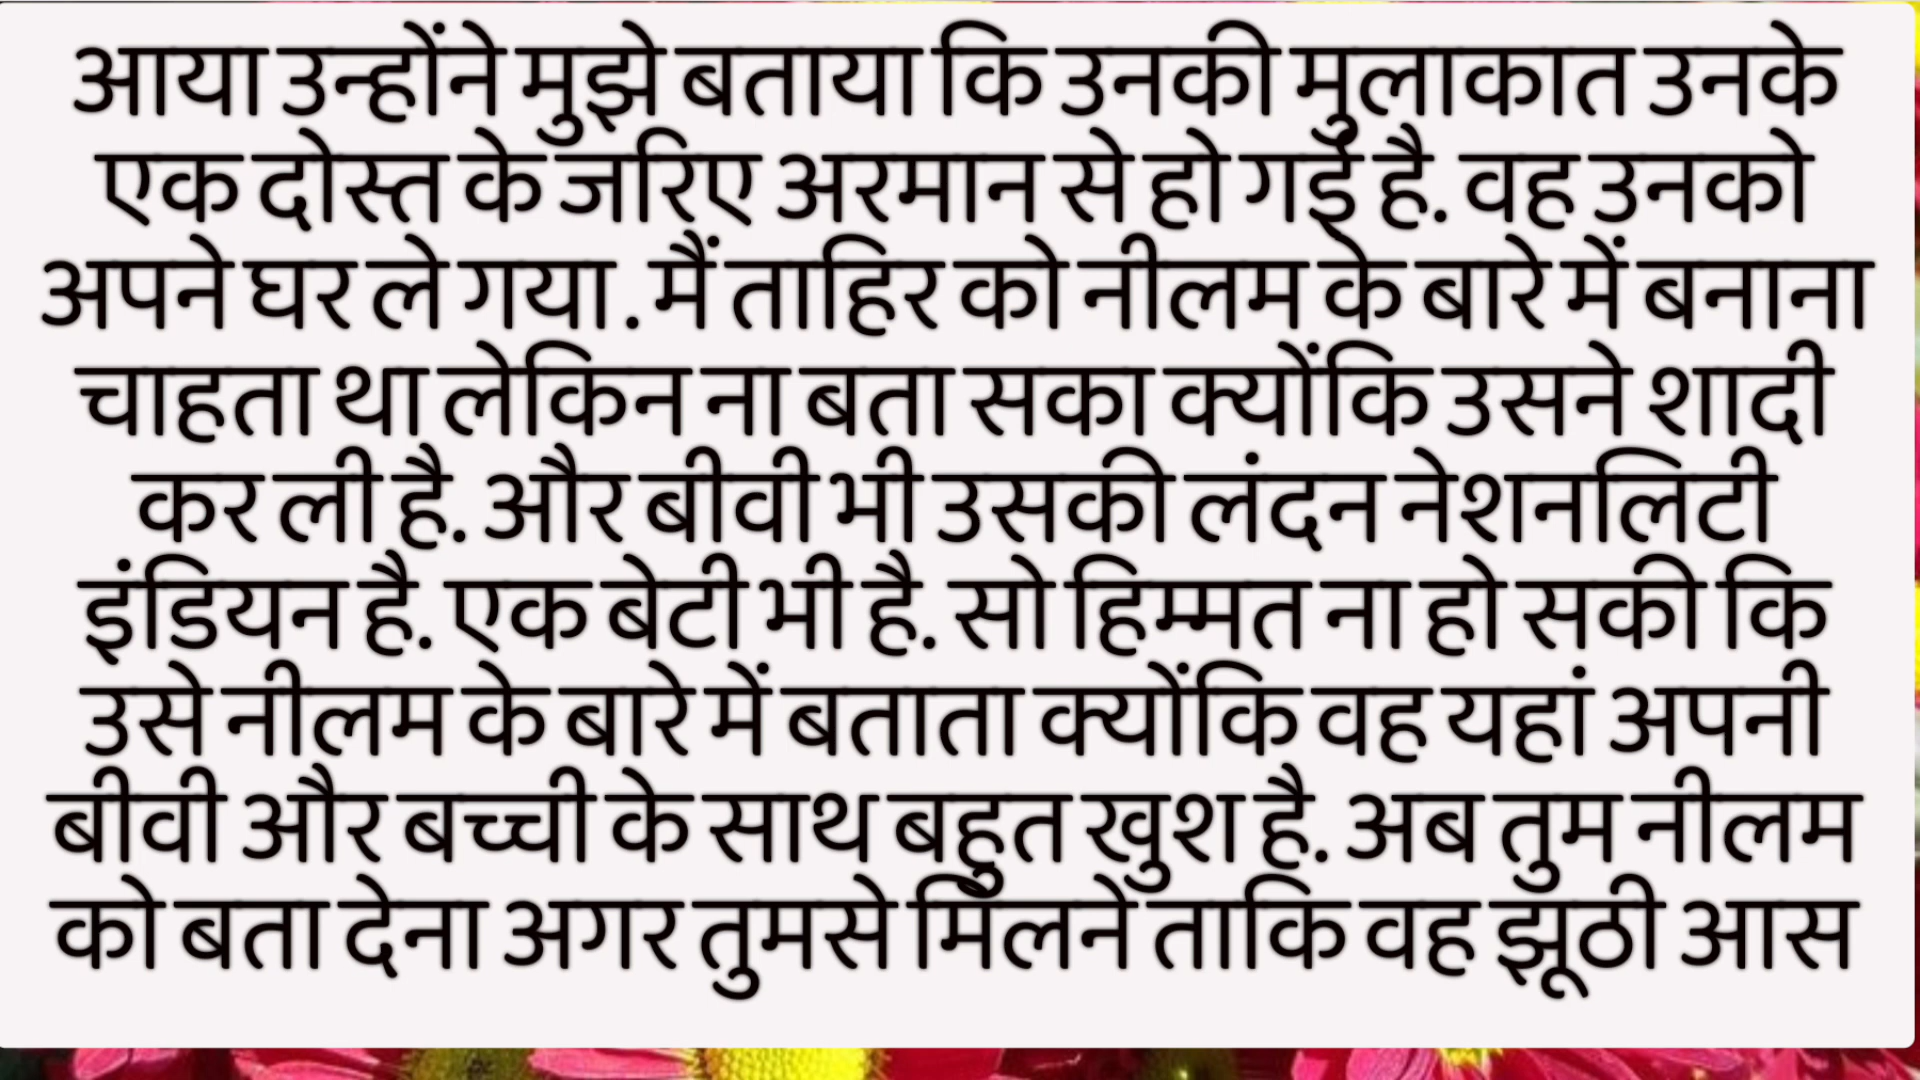 आया उन्होंने मुझे बताया कि उनकी मुलाकात उनके
एक दोस्त के जरिए अरमान से हो गई है. वह उनको
अपने घर ले गया . मैं ताहिर को नीलम के बारे में बनाना
चाहता था लेकिन ना बता सका क्योंकि उसने शादी
कर ली है. और बीवी भी उसकी लंदन नेशनलिटी
इंडियन है. एक बेटी भी है. सो हिम्मत ना हो सकी कि
उसे नीलम के बारे में बताता क्योंकि वह यहां अपनी
बीवी और बच्ची के साथ बहुत खुश है. अब तुम नीलम
को बता देना अगर तुमसे मिलने ताकि वह झूठी आस